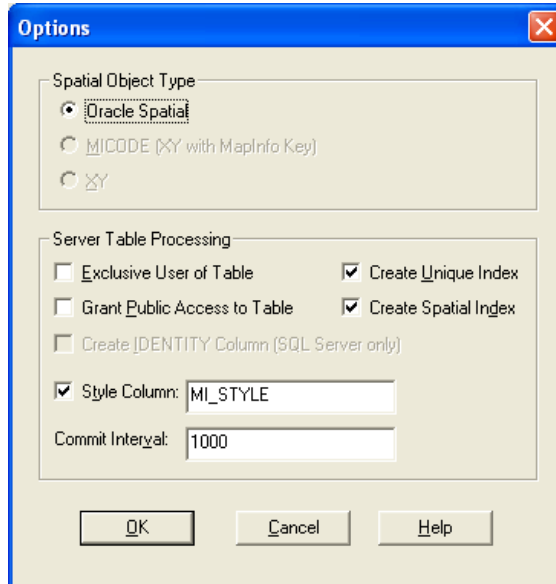 Options
Spatial Object Type
Oracle Spatial
MICODE (XY with MapInfo Key)
XY
Server Table Processing
Exclusive User of Table
Create Unique Index
Grant Public Access to Table
Create Spatial Index
Create IDENTITY Column (SQL Server only)
Style Column: MI_STYLE
Commit Interval: 1000
OK Cancel Help